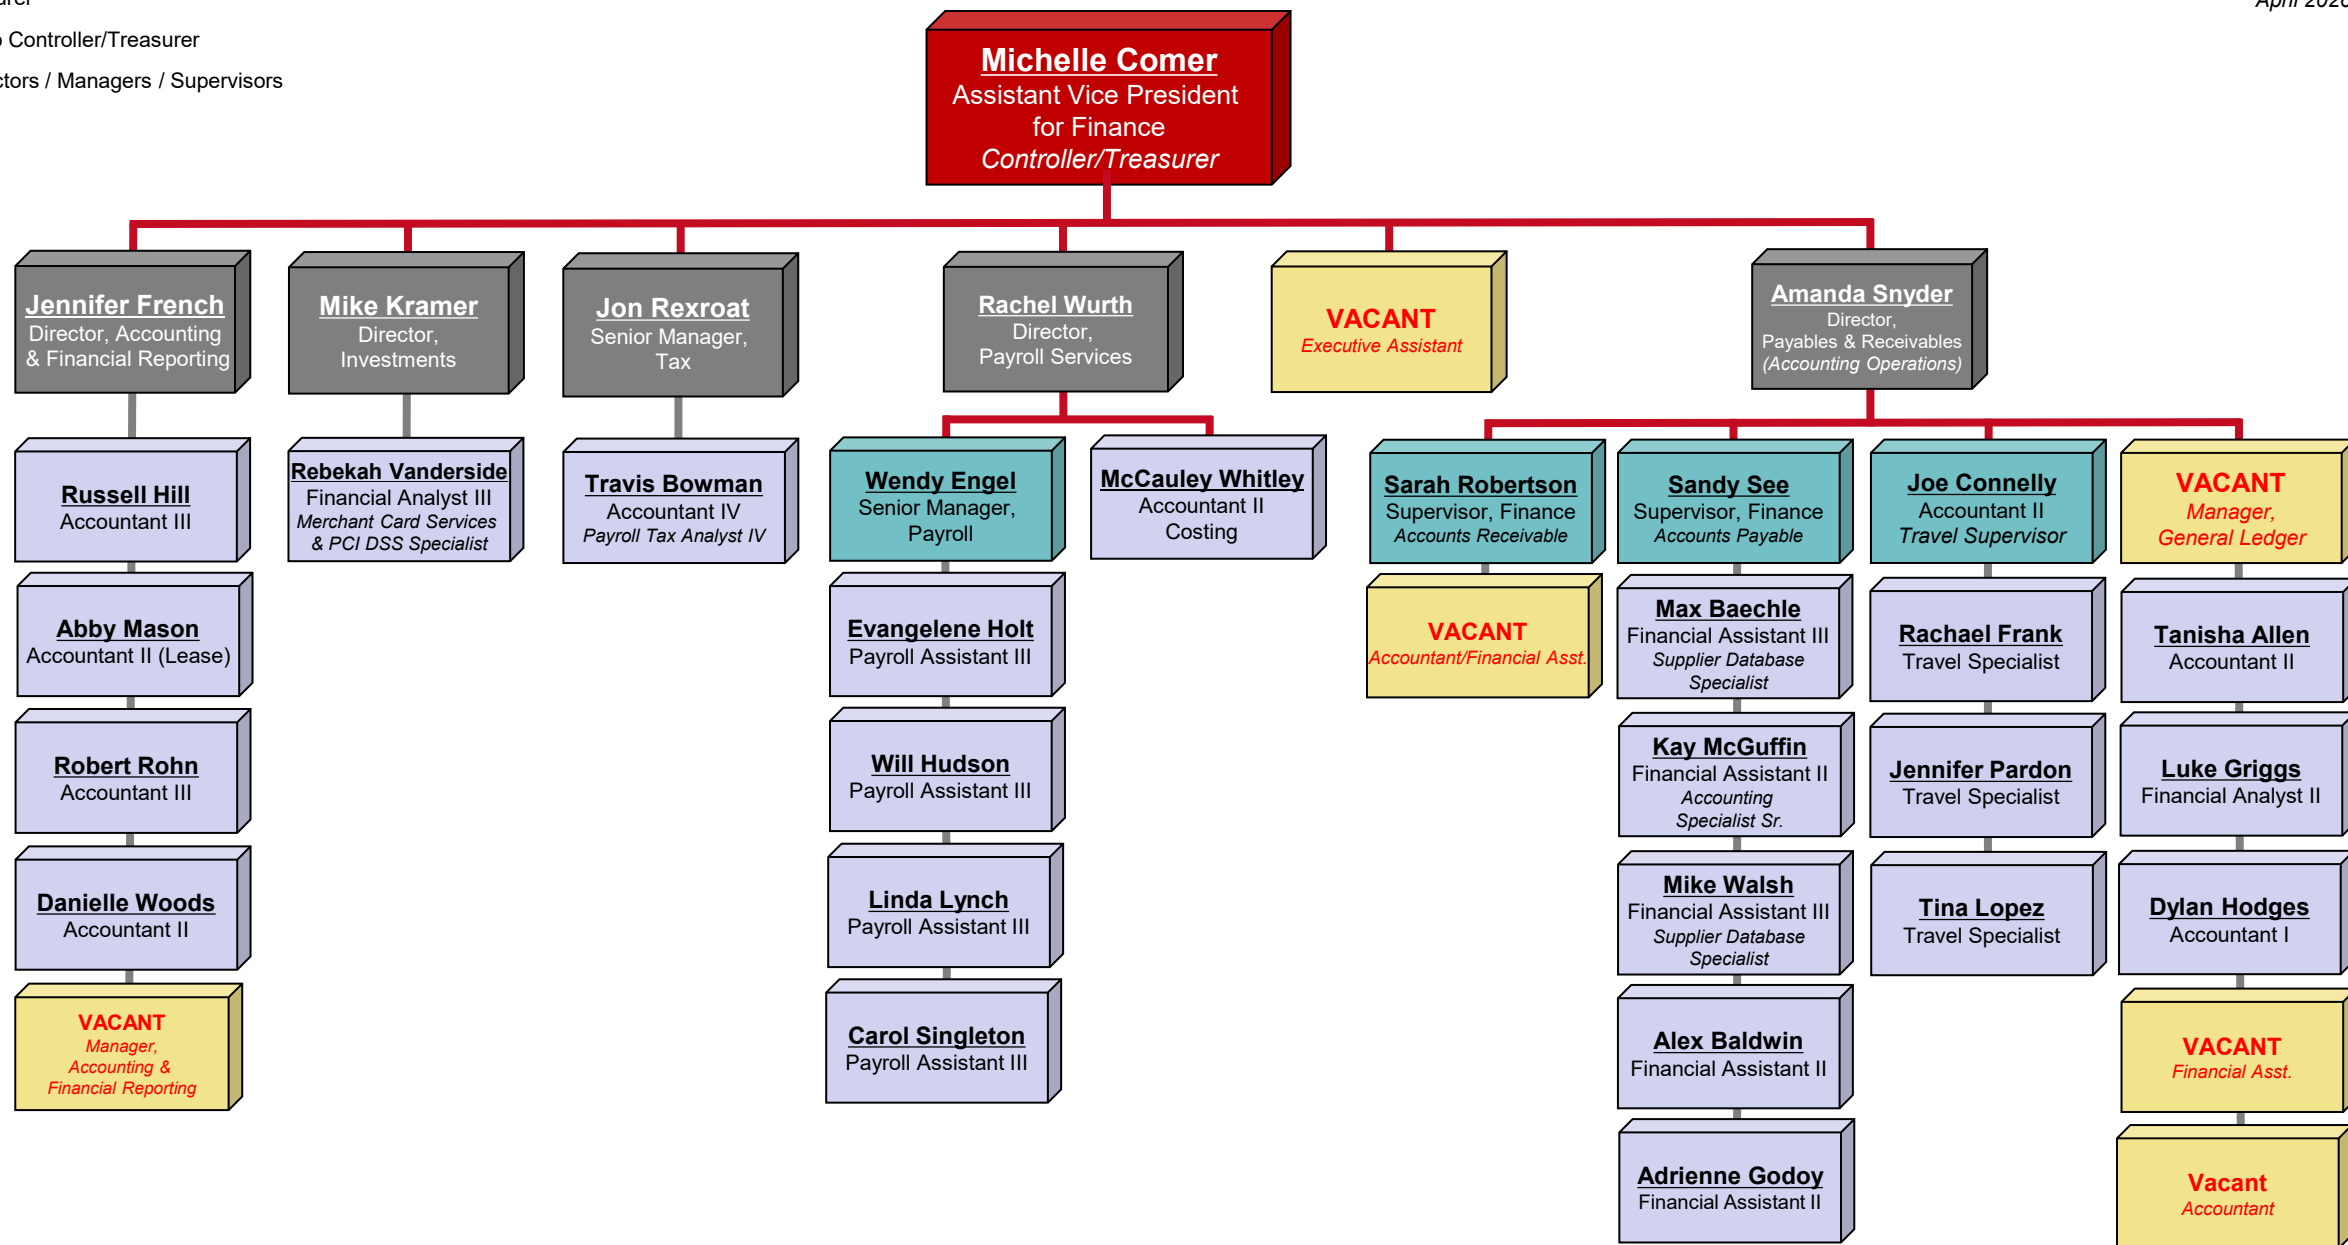 Controller/Treasurer
ctors / Managers / Supervisors
April
Michelle Comer
Assistant Vice President
for Finance
Controller/Treasurer
Jennifer French
Director, Accounting
& Financial Reporting
Mike Kramer
Director,
Investments
Jon Rexroat
Senior Manager,
Tax
Rachel Wurth
Director,
Payroll Services
VACANT
Executive Assistant
Amanda Snyder
Director,
Payables & Receivables
(Accounting Operations)
Russell Hill
Accountant III
Abby Mason
Accountant II (Lease)
Robert Rohn
Accountant III
Danielle Woods
Accountant II
VACANT
Manager,
Accounting &
Financial Reporting
Rebekah Vanderside
Financial Analyst III
Merchant Card Services
& PCI DSS Specialist
Travis Bowman
Accountant IV
Payroll Tax Analyst IV
Wendy Engel
Senior Manager,
Payroll
Evangelene Holt
Payroll Assistant III
Will Hudson
Payroll Assistant III
Linda Lynch
Payroll Assistant III
Carol Singleton
Payroll Assistant III
McCauley Whitley
Accountant II
Costing
Sarah Robertson
Supervisor, Finance
Accounts Receivable
VACANT
Accountant/Financial Asst.
Sandy See
Supervisor, Finance
Accounts Payable
Max Baechle
Financial Assistant III
Supplier Database
Specialist
Kay McGuffin
Financial Assistant II
Accounting
Specialist Sr.
Mike Walsh
Financial Assistant III
Supplier Database
Specialist
Alex Baldwin
Financial Assistant II
Adrienne Godoy
Financial Assistant II
Joe Connelly
Accountant II
Travel Supervisor
Rachael Frank
Travel Specialist
Jennifer Pardon
Travel Specialist
Tina Lopez
Travel Specialist
VACANT
Manager,
General Ledger
Tanisha Allen
Accountant II
Luke Griggs
Financial Analyst II
Dylan Hodges
Accountant I
VACANT
Financial Asst.
Vacant
Accountant